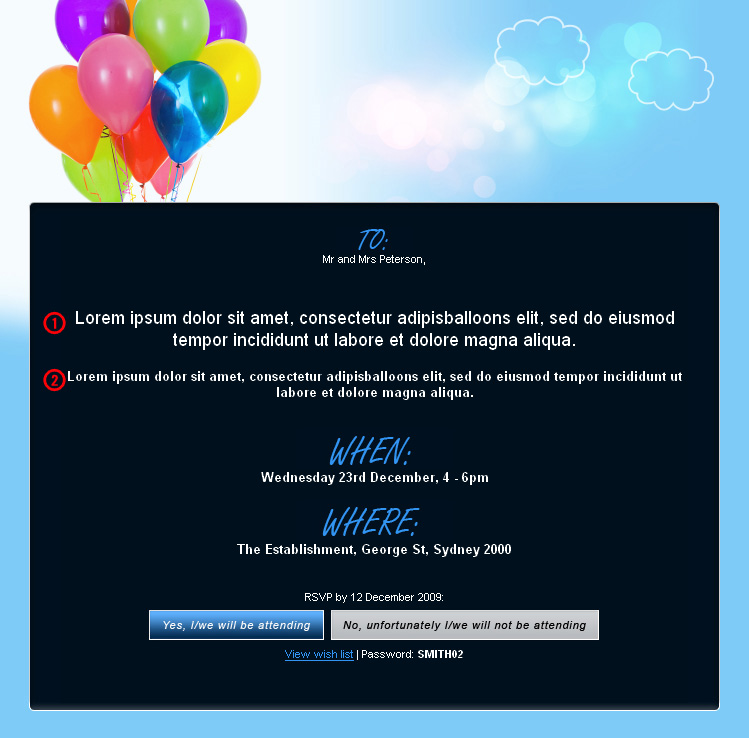 TO:
Mr and Mrs Peterson,
1 Lorem ipsum dolor sit amet, consectetur adipisballoons elit, sed do eiusmod
tempor incididunt ut labore et dolore magna aliqua.
2 Lorem ipsum dolor sit amet, consectetur adipisballoons elit, sed do eiusmod tempor incididunt ut
labore et dolore magna aliqua.
WHEN:
Wednesday 23rd December, 4 - 6pm
WHERE:
The Establishment, George St, Sydney 2000
RSVP by 12 December 2009:
Yes, I/we will be attending No, unfortunately I/we will not be attending
View wish list | Password: SMITH02